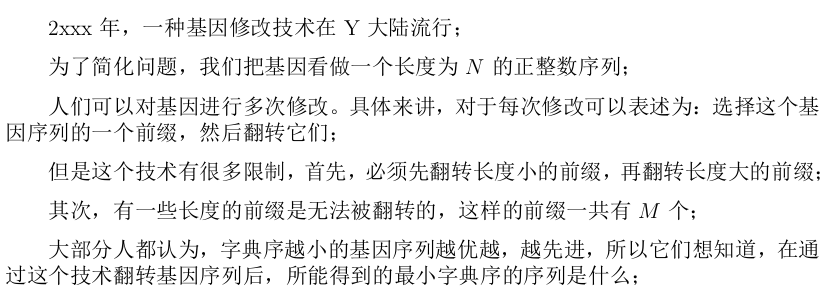 2xxx 年，一种基因修改技术在 Y 大陆流行；
为了简化问题，我们把基因看做一个长度为 N 的正整数序列；
人们可以对基因进行多次修改。具体来讲，对于每次修改可以表述为：选择这个基
因序列的一个前缀，然后翻转它们；
但是这个技术有很多限制，首先，必须先翻转长度小的前缀，再翻转长度大的前缀；
其次，有一些长度的前缀是无法被翻转的，这样的前缀一共有 M 个；
大部分人都认为，字典序越小的基因序列越优越，越先进，所以它们想知道，在通
过这个技术翻转基因序列后，所能得到的最小字典序的序列是什么；